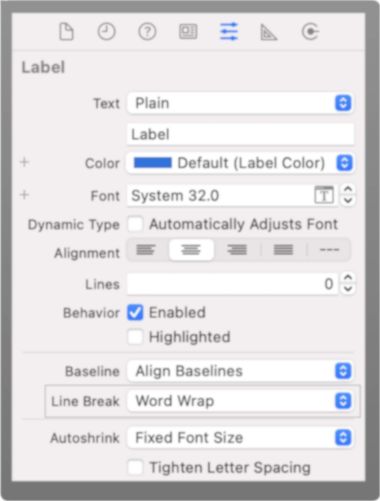 Label
Text Plain
Label
+ Color Default (Label Color)
+ Font System 32.0 T
Dynamic Type Automatically Adjusts Font
Alignment ---
Lines 0
Behavior Enabled
Highlighted
Baseline Align Baselines
Line Break Word Wrap
Autoshrink Fixed Font Size
Tighten Letter Spacing